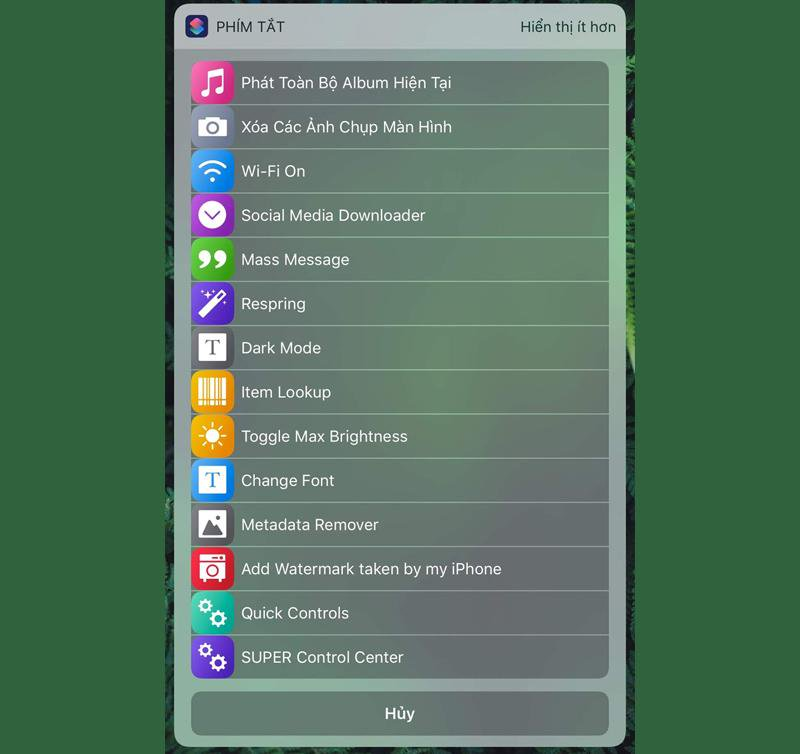 PHÍM TẮT
Hiển thị ít hơn
Phát Toàn Bộ Album Hiện Tại
Xóa Các Ảnh Chụp Màn Hình
Wi-Fi On
Social Media Downloader
Mass Message
Respring
Dark Mode
Item Lookup
Toggle Max Brightness
Change Font
Metadata Remover
Add Watermark taken by my iPhone
Quick Controls
SUPER Control Center
Hủy